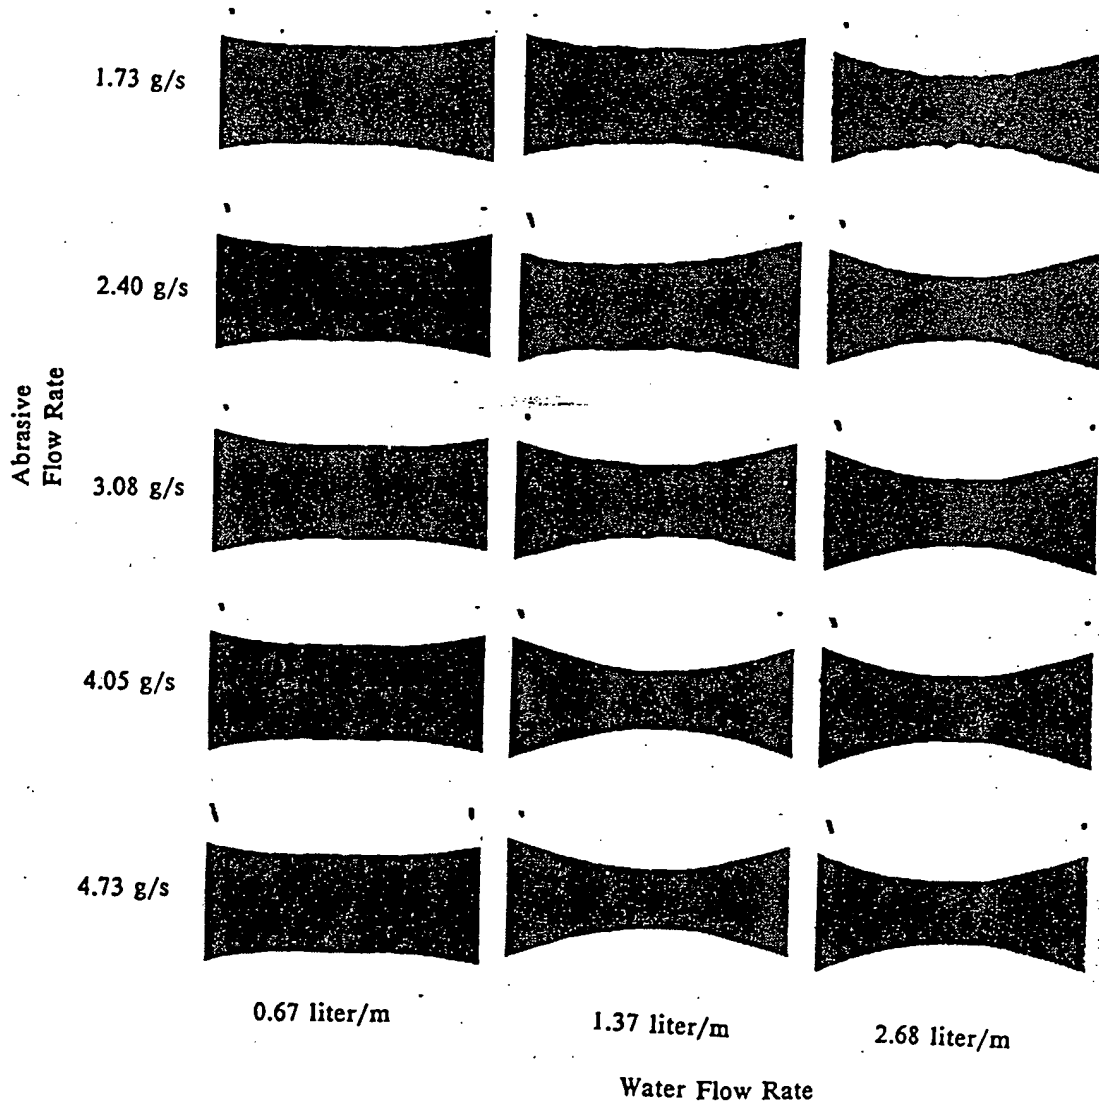 1.73 g/s
2.40 g/s
Abrasive
Flow Rate
3.08 g/s
4.05 g/s
4.73 g/s
0.67 liter/m
1.37 liter/m
2.68 liter/m
Water Flow Rate